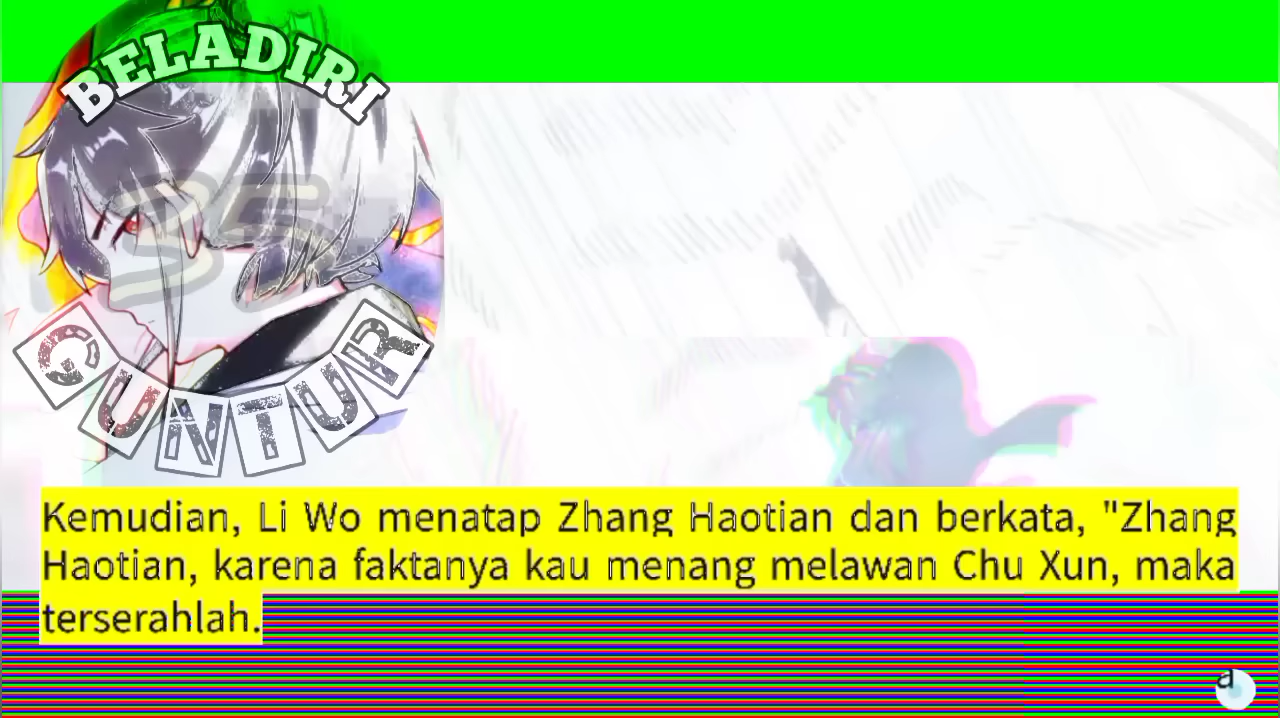 BELADIRI
GUNTUR
Kemudian, Li Wo menatap Zhang Haotian dan berkata, "Zhang
Haotian, karena faktanya kau menang melawan Chu Xun, maka
terserahlah.
a